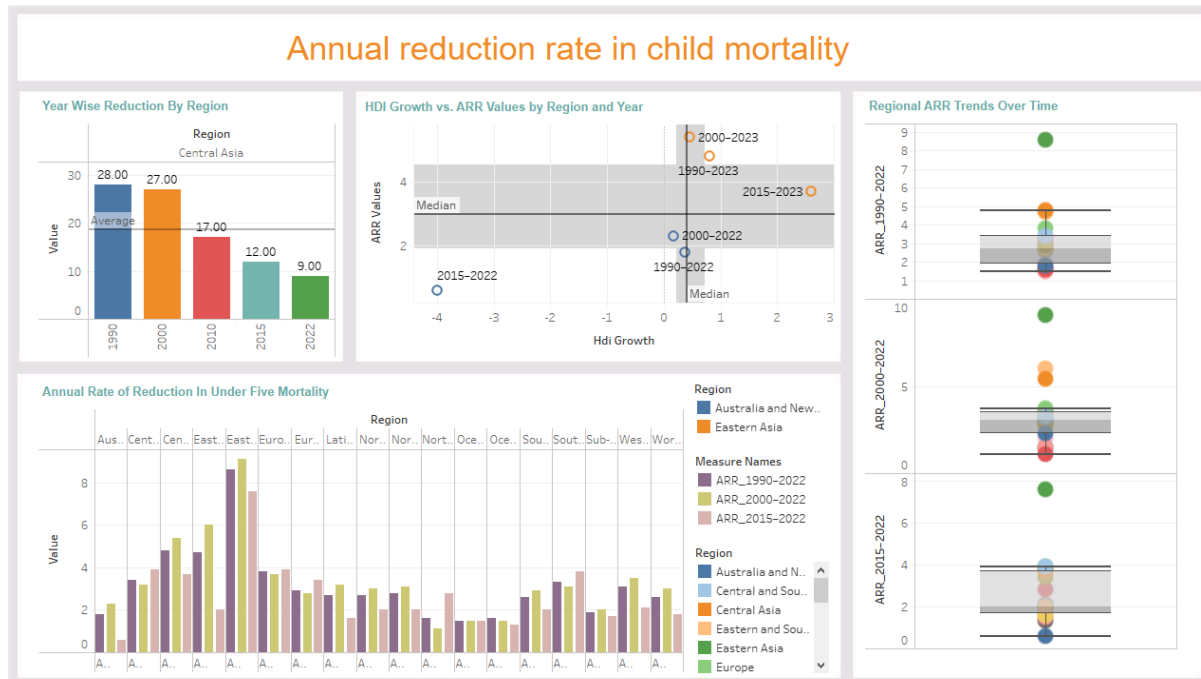 Annual reduction rate in child mortality
Year Wise Reduction By Region
Region
Central Asia
Value
30
20
10
0
28.00
27.00
17.00
12.00
9.00
Average
1990
2000
2010
2015
2022
HDI Growth vs. ARR Values by Region and Year
ARR Values
4
2
2000–2023
1990–2023
2015–2023
Median
2000–2022
1990–2022
2015–2022
Median
-4
-3
-2
-1
0
1
2
3
Hdi Growth
Regional ARR Trends Over Time
ARR_1990–2022
9
8
7
6
5
4
3
2
1
ARR_2000–2022
10
5
0
ARR_2015–2022
8
6
4
2
0
Annual Rate of Reduction In Under Five Mortality
Region
Aus.. Cent.. Cen.. East.. East.. Euro.. Eur.. Lati.. Nor.. Nor.. Nort.. Oce.. Oce.. Sou.. Sout.. Sub-.. Wes.. Wor..
Value
8
6
4
2
0
A.. A.. A.. A.. A.. A.. A.. A.. A.. A.. A.. A.. A.. A.. A.. A.. A.. A..
Region
Australia and New..
Eastern Asia
Measure Names
ARR_1990–2022
ARR_2000–2022
ARR_2015–2022
Region
Australia and N..
Central and Sou..
Central Asia
Eastern and Sou..
Eastern Asia
Europe